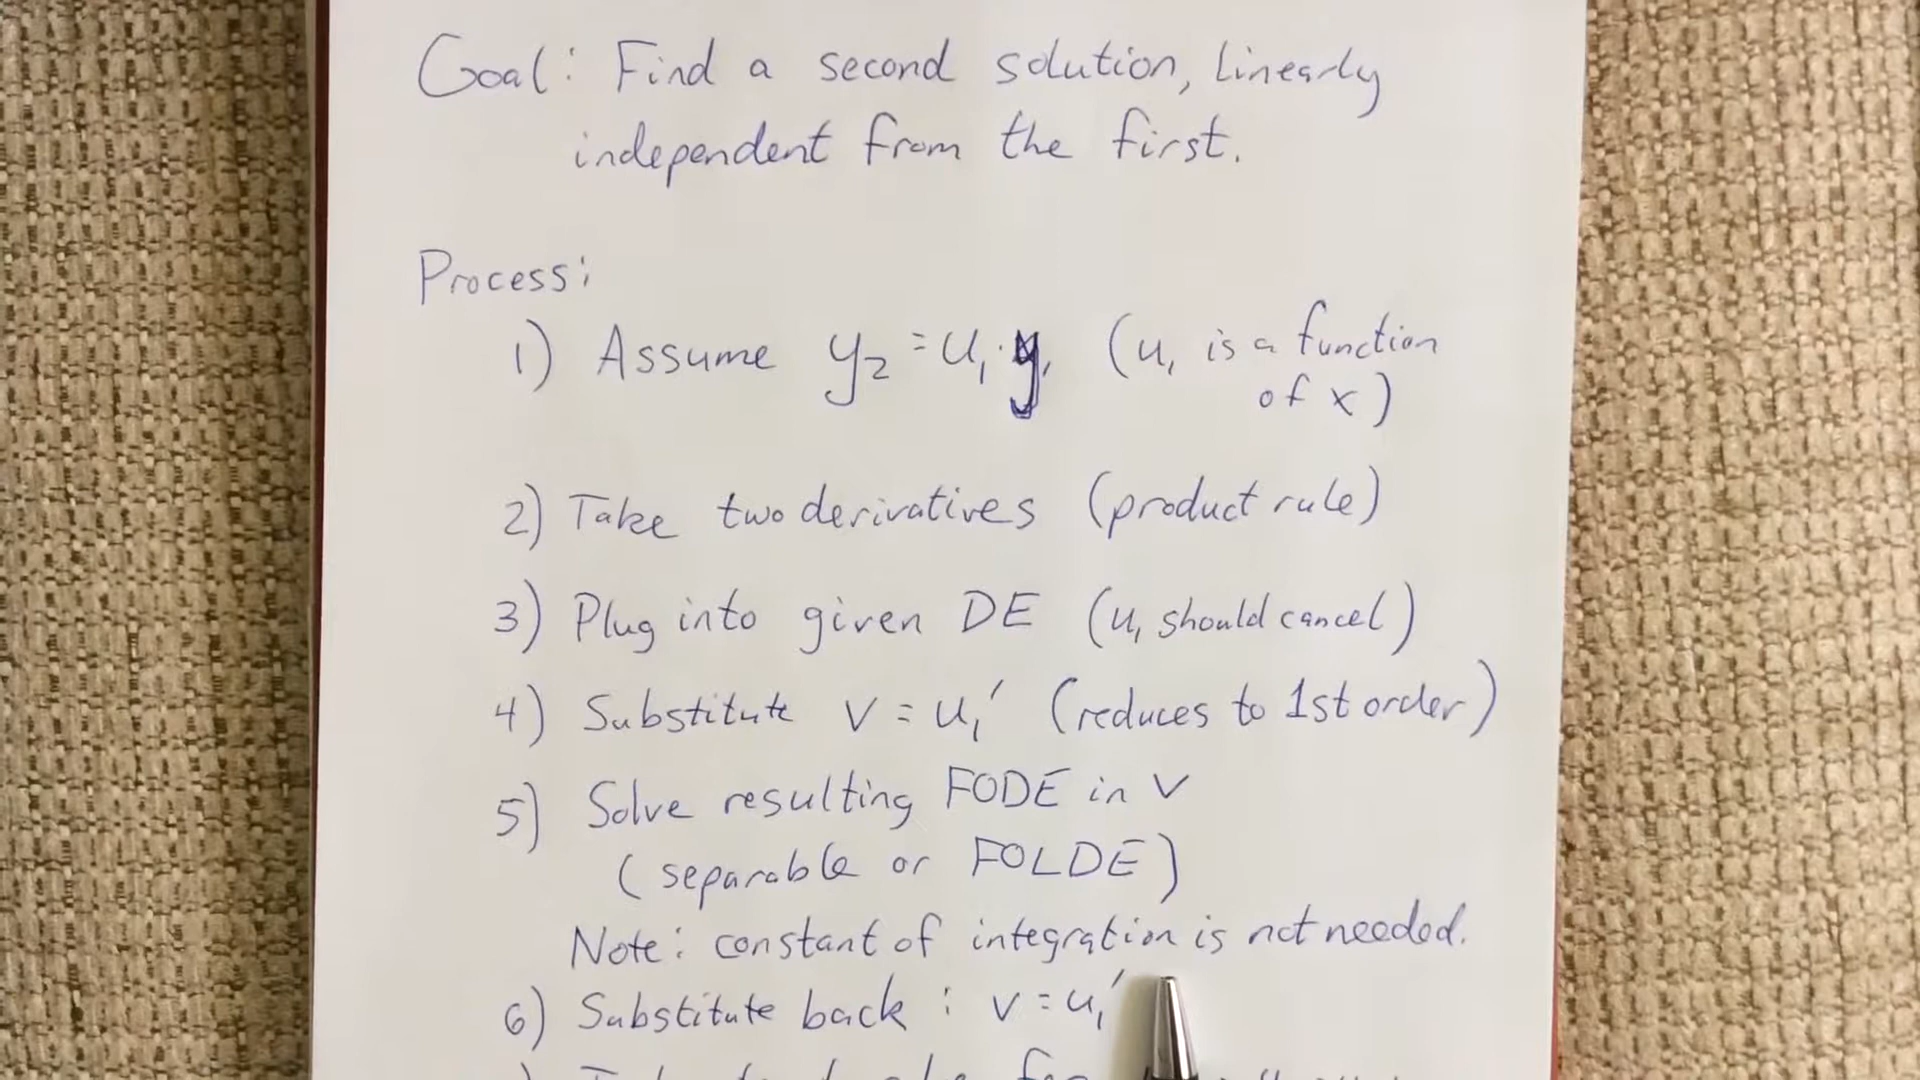 Goal: Find a second solution, linearly
independent from the first.
Process:
1) Assume y₂ = u₁·y₁ (u₁ is a function
of x)
2) Take two derivatives (product rule)
3) Plug into given DE (u₁ should cancel)
4) Substitute v = u₁' (reduces to 1st order)
5) Solve resulting FODE in v
(separable or FOLDE)
Note: constant of integration is not needed.
6) Substitute back : v = u₁'